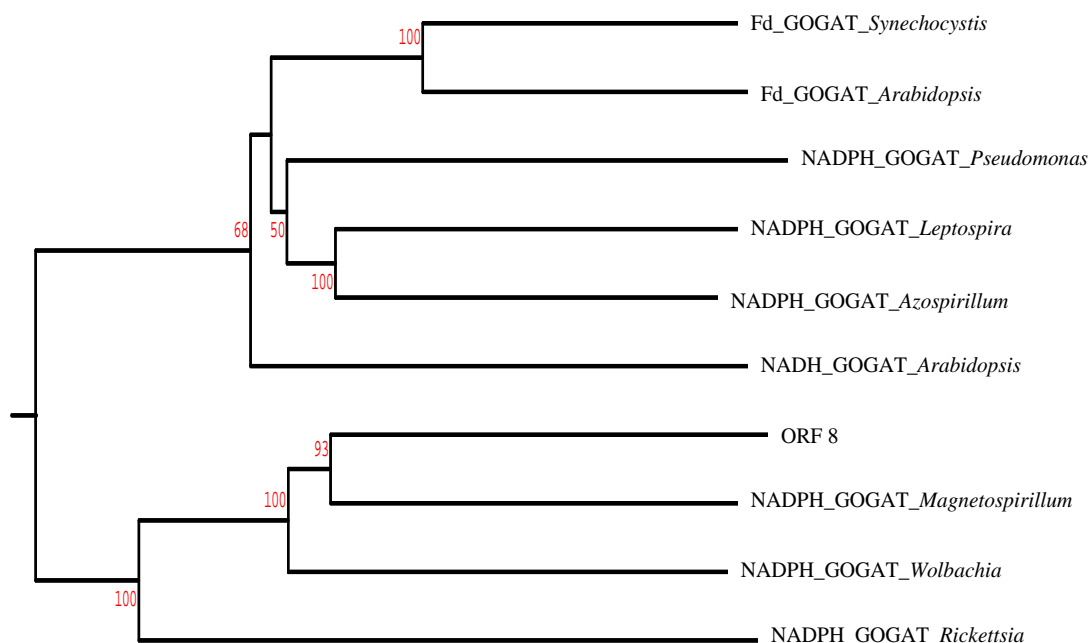 Fd_GOGAT_Synechocystis
100
Fd_GOGAT_Arabidopsis
NADPH_GOGAT_Pseudomonas
68
50
NADPH_GOGAT_Leptospira
100
NADPH_GOGAT_Azospirillum
NADH_GOGAT_Arabidopsis
ORF 8
93
100
NADPH_GOGAT_Magnetospirillum
NADPH_GOGAT_Wolbachia
100
NADPH_GOGAT_Rickettsia